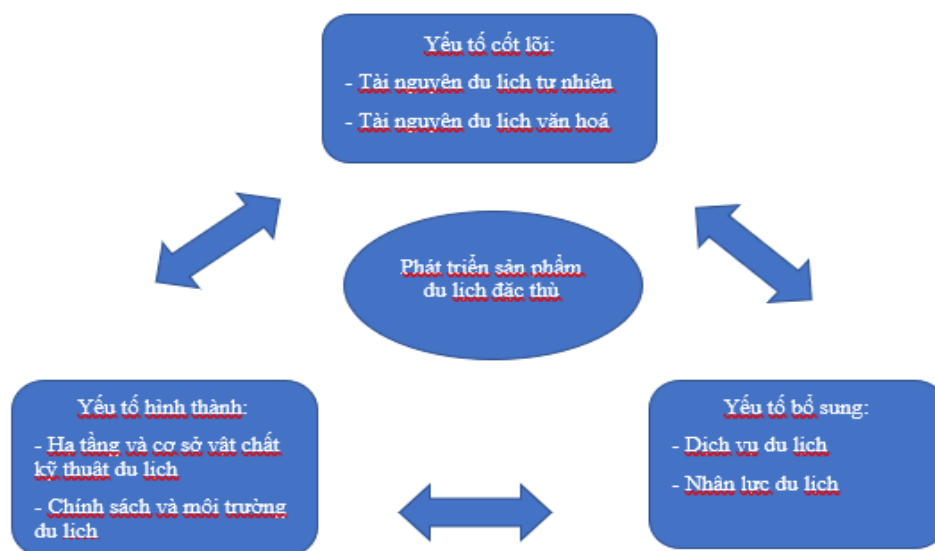 Yếu tố cốt lõi:
- Tài nguyên du lịch tự nhiên
- Tài nguyên du lịch văn hoá
Phát triển sản phẩm
du lịch đặc thù
Yếu tố hình thành:
- Hạ tầng và cơ sở vật chất
kỹ thuật du lịch
- Chính sách và môi trường
du lịch
Yếu tố bổ sung:
- Dịch vụ du lịch
- Nhân lực du lịch